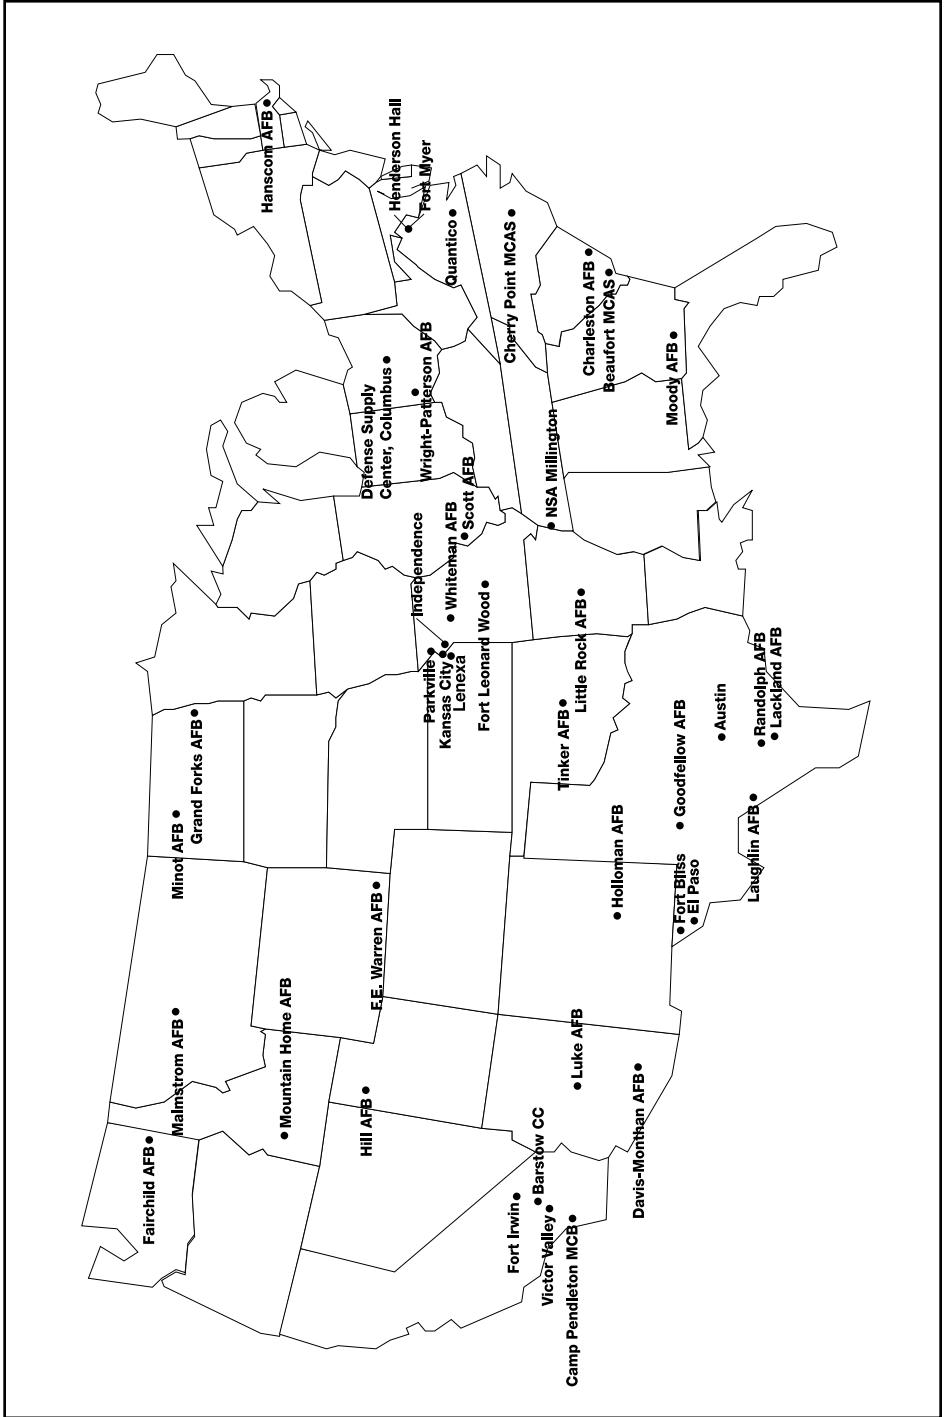 Fairchild AFB
Malmstrom AFB
Minot AFB
Grand Forks AFB
Hanscom AFB
Mountain Home AFB
Hill AFB
F.E. Warren AFB
Defense Supply
Center, Columbus
Wright-Patterson AFB
Henderson Hall
Fort Myer
Quantico
Independence
Parkville
Kansas City
Lenexa
Whiteman AFB
Scott AFB
Fort Leonard Wood
Cherry Point MCAS
Fort Irwin
Barstow CC
Victor Valley
Camp Pendleton MCB
Luke AFB
Davis-Monthan AFB
Holloman AFB
Tinker AFB
Little Rock AFB
NSA Millington
Charleston AFB
Beaufort MCAS
Moody AFB
Fort Bliss
El Paso
Goodfellow AFB
Austin
Laughlin AFB
Randolph AFB
Lackland AFB